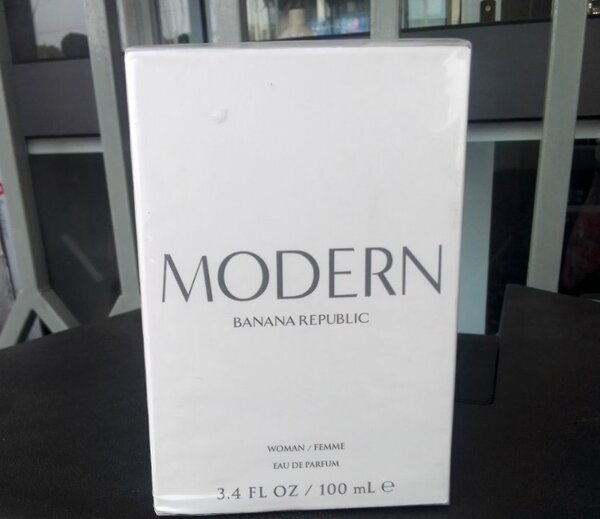 MODERN
BANANA REPUBLIC
WOMAN / FEMME
EAU DE PARFUM
3.4 FL OZ / 100 mL ℮